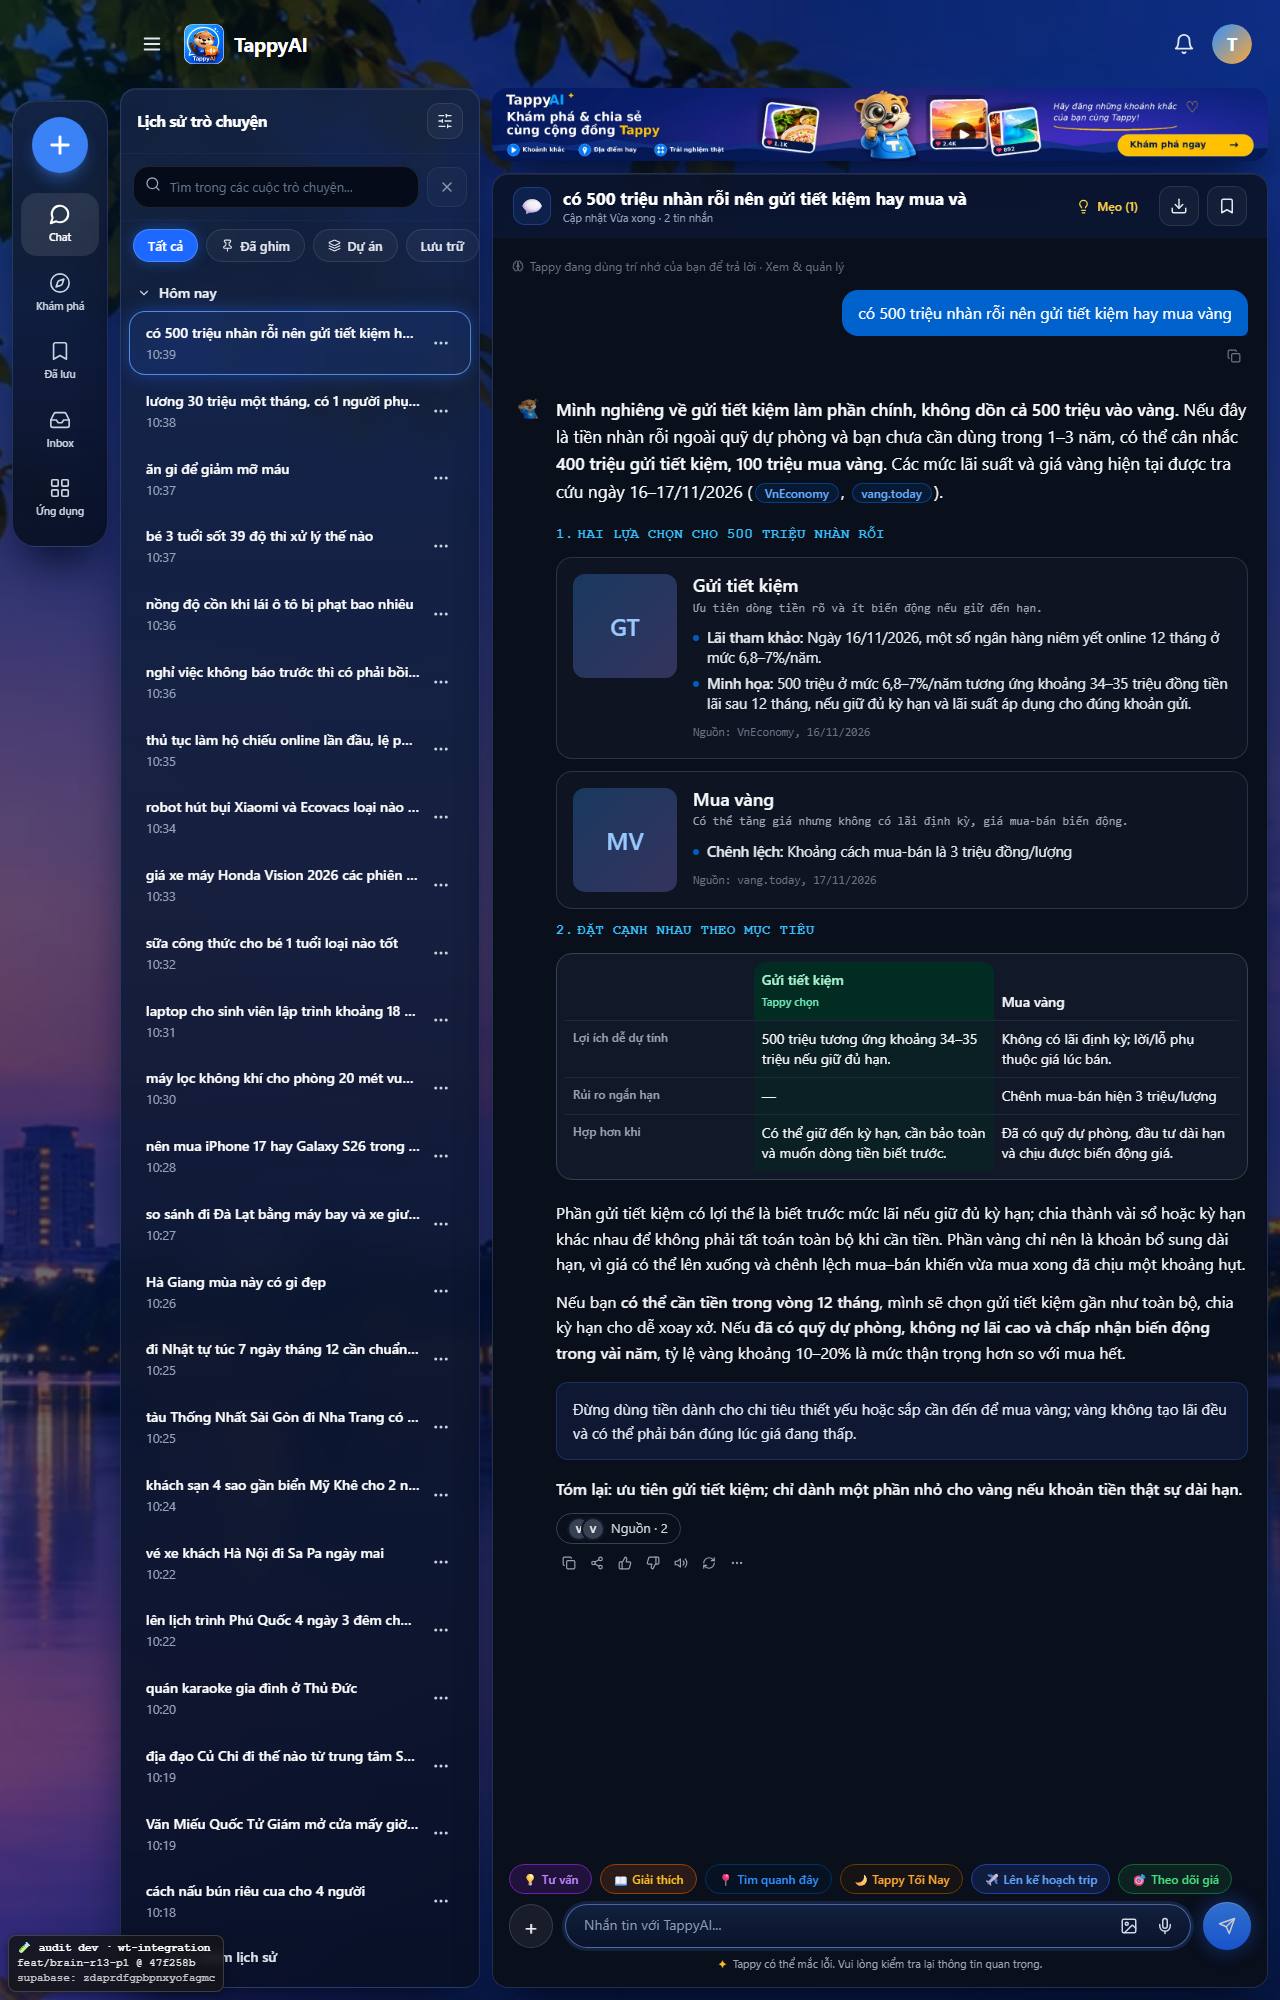 TappyAI
T
Chat
Khám phá
Đã lưu
Inbox
Ứng dụng
Lịch sử trò chuyện
Tìm trong các cuộc trò chuyện...
Tất cả
Đã ghim
Dự án
Lưu trữ
Hôm nay
có 500 triệu nhàn rỗi nên gửi tiết kiệm h...
10:39
lương 30 triệu một tháng, có 1 người phụ...
10:38
ăn gì để giảm mỡ máu
10:37
bé 3 tuổi sốt 39 độ thì xử lý thế nào
10:37
nồng độ cồn khi lái ô tô bị phạt bao nhiêu
10:36
nghỉ việc không báo trước thì có phải bồi...
10:36
thủ tục làm hộ chiếu online lần đầu, lệ p...
10:35
robot hút bụi Xiaomi và Ecovacs loại nào ...
10:34
giá xe máy Honda Vision 2026 các phiên ...
10:33
sữa công thức cho bé 1 tuổi loại nào tốt
10:32
laptop cho sinh viên lập trình khoảng 18 ...
10:31
máy lọc không khí cho phòng 20 mét vu...
10:30
nên mua iPhone 17 hay Galaxy S26 trong ...
10:28
so sánh đi Đà Lạt bằng máy bay và xe giư...
10:27
Hà Giang mùa này có gì đẹp
10:26
đi Nhật tự túc 7 ngày tháng 12 cần chuẩn...
10:25
tàu Thống Nhất Sài Gòn đi Nha Trang có ...
10:25
khách sạn 4 sao gần biển Mỹ Khê cho 2 n...
10:24
vé xe khách Hà Nội đi Sa Pa ngày mai
10:22
lên lịch trình Phú Quốc 4 ngày 3 đêm ch...
10:22
quán karaoke gia đình ở Thủ Đức
10:20
địa đạo Củ Chi đi thế nào từ trung tâm S...
10:19
Văn Miếu Quốc Tử Giám mở cửa mấy giờ...
10:19
cách nấu bún riêu cua cho 4 người
10:18
lịch sử
audit dev · wt-integration
feat/brain-r13-p1 @ 47f258b
supabase: zdaprdfgpbpnxyofagmc
TappyAI
Khám phá & chia sẻ
cùng cộng đồng Tappy
Khoảnh khắc
Địa điểm hay
Trải nghiệm thật
1.1K
2.4K
892
Hãy đăng những khoảnh khắc
của bạn cùng Tappy!
Khám phá ngay →
có 500 triệu nhàn rỗi nên gửi tiết kiệm hay mua và
Cập nhật Vừa xong · 2 tin nhắn
Mẹo (1)
Tappy đang dùng trí nhớ của bạn để trả lời · Xem & quản lý
có 500 triệu nhàn rỗi nên gửi tiết kiệm hay mua vàng
Mình nghiêng về gửi tiết kiệm làm phần chính, không dồn cả 500 triệu vào vàng. Nếu đây
là tiền nhàn rỗi ngoài quỹ dự phòng và bạn chưa cần dùng trong 1–3 năm, có thể cân nhắc
400 triệu gửi tiết kiệm, 100 triệu mua vàng. Các mức lãi suất và giá vàng hiện tại được tra
cứu ngày 16–17/11/2026 ( VnEconomy , vang.today ).
1. HAI LỰA CHỌN CHO 500 TRIỆU NHÀN RỖI
GT
Gửi tiết kiệm
Ưu tiên dòng tiền rõ và ít biến động nếu giữ đến hạn.
Lãi tham khảo: Ngày 16/11/2026, một số ngân hàng niêm yết online 12 tháng ở
mức 6,8–7%/năm.
Minh họa: 500 triệu ở mức 6,8–7%/năm tương ứng khoảng 34–35 triệu đồng tiền
lãi sau 12 tháng, nếu giữ đủ kỳ hạn và lãi suất áp dụng cho đúng khoản gửi.
Nguồn: VnEconomy, 16/11/2026
MV
Mua vàng
Có thể tăng giá nhưng không có lãi định kỳ, giá mua-bán biến động.
Chênh lệch: Khoảng cách mua-bán là 3 triệu đồng/lượng
Nguồn: vang.today, 17/11/2026
2. ĐẶT CẠNH NHAU THEO MỤC TIÊU
Gửi tiết kiệm
Tappy chọn
Mua vàng
Lợi ích dễ dự tính
500 triệu tương ứng khoảng 34–35
triệu nếu giữ đủ hạn.
Không có lãi định kỳ; lời/lỗ phụ
thuộc giá lúc bán.
Rủi ro ngắn hạn
—
Chênh mua-bán hiện 3 triệu/lượng
Hợp hơn khi
Có thể giữ đến kỳ hạn, cần bảo toàn
và muốn dòng tiền biết trước.
Đã có quỹ dự phòng, đầu tư dài hạn
và chịu được biến động giá.
Phần gửi tiết kiệm có lợi thế là biết trước mức lãi nếu giữ đủ kỳ hạn; chia thành vài sổ hoặc kỳ hạn
khác nhau để không phải tất toán toàn bộ khi cần tiền. Phần vàng chỉ nên là khoản bổ sung dài
hạn, vì giá có thể lên xuống và chênh lệch mua–bán khiến vừa mua xong đã chịu một khoảng hụt.
Nếu bạn có thể cần tiền trong vòng 12 tháng, mình sẽ chọn gửi tiết kiệm gần như toàn bộ, chia
kỳ hạn cho dễ xoay xở. Nếu đã có quỹ dự phòng, không nợ lãi cao và chấp nhận biến động
trong vài năm, tỷ lệ vàng khoảng 10–20% là mức thận trọng hơn so với mua hết.
Đừng dùng tiền dành cho chi tiêu thiết yếu hoặc sắp cần đến để mua vàng; vàng không tạo lãi đều
và có thể phải bán đúng lúc giá đang thấp.
Tóm lại: ưu tiên gửi tiết kiệm; chỉ dành một phần nhỏ cho vàng nếu khoản tiền thật sự dài hạn.
V V Nguồn · 2
Tư vấn
Giải thích
Tìm quanh đây
Tappy Tối Nay
Lên kế hoạch trip
Theo dõi giá
Nhắn tin với TappyAI...
Tappy có thể mắc lỗi. Vui lòng kiểm tra lại thông tin quan trọng.